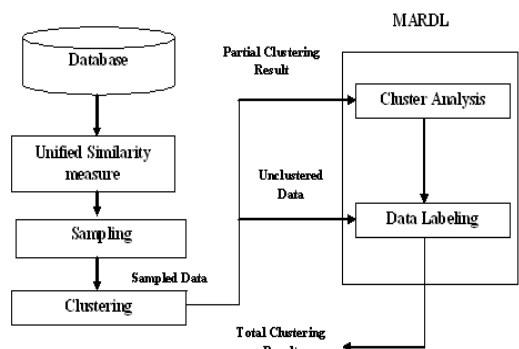 MARDL
Database
Partial Clustering
Result
Cluster Analysis
Unified Similarity
measure
Unclustered
Data
Sampling
Data Labeling
Sampled Data
Clustering
Total Clustering